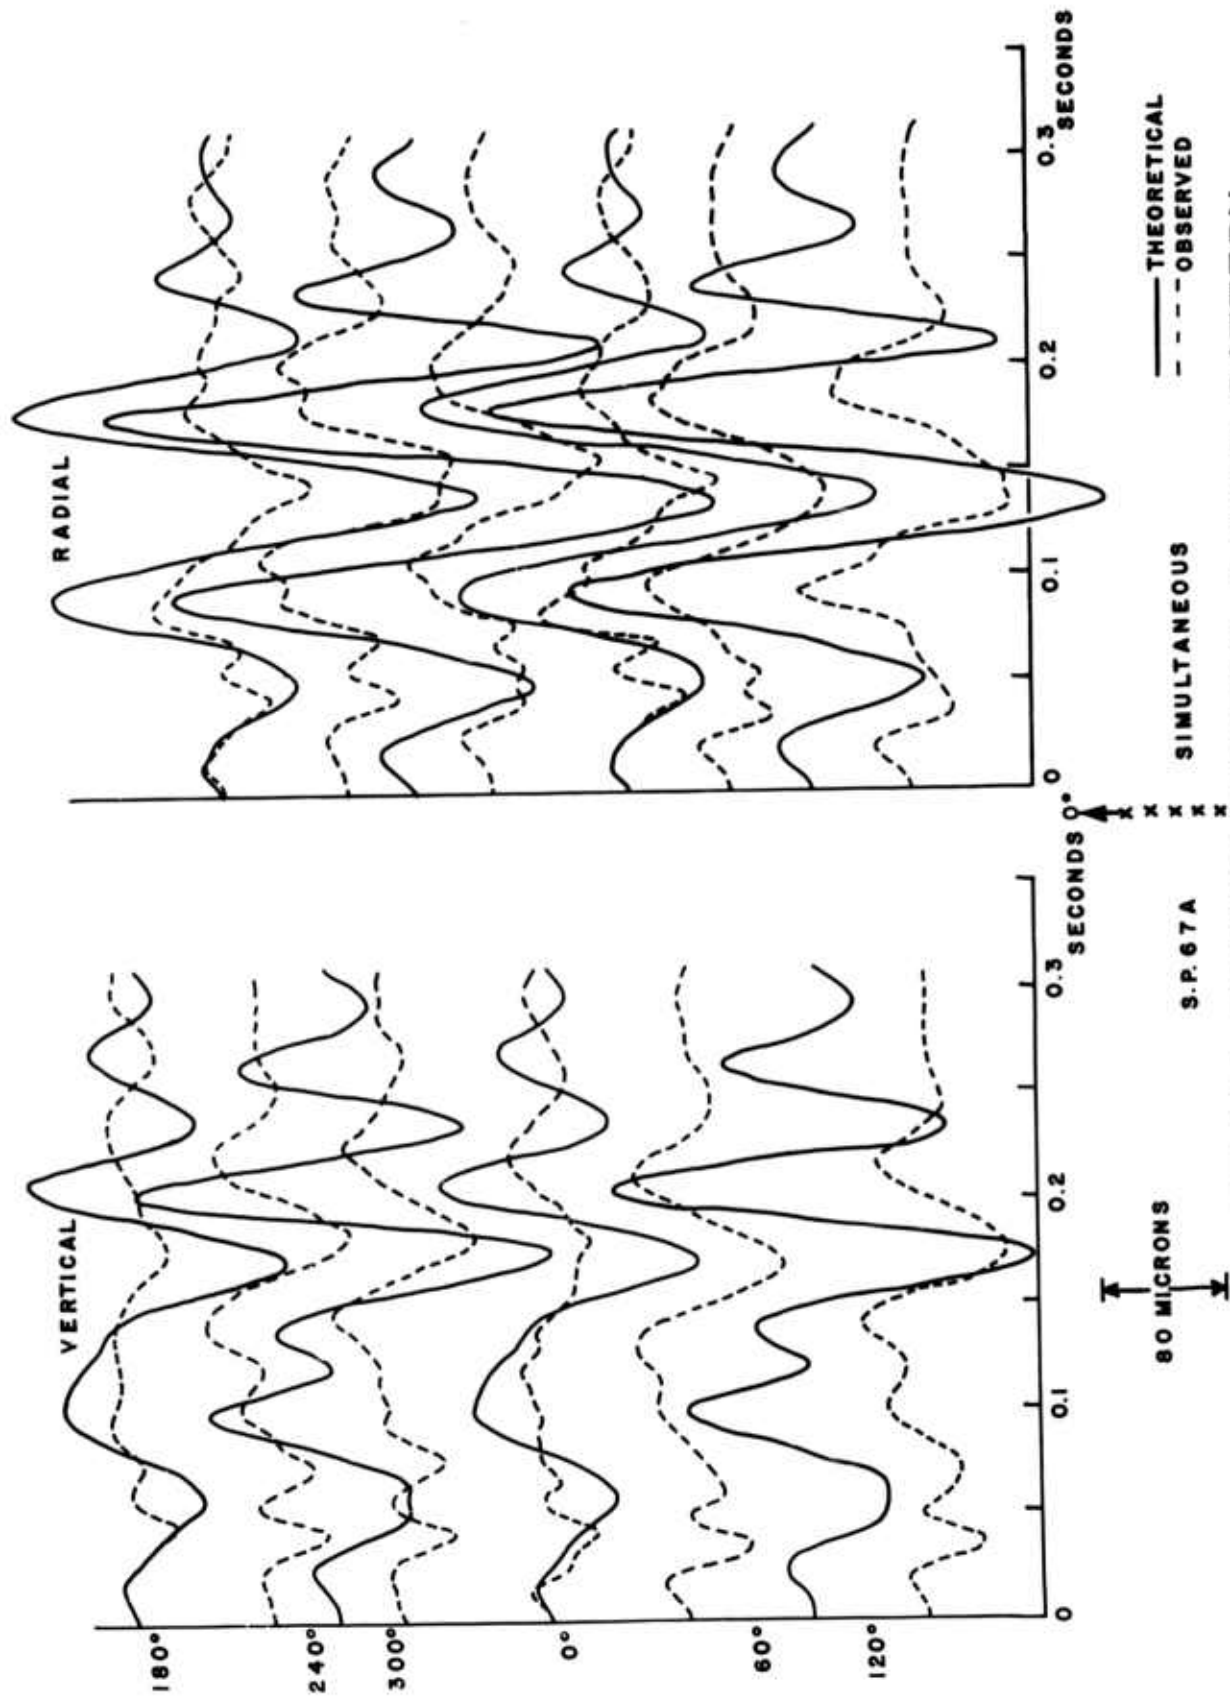 VERTICAL
180°
240°
300°
0°
60°
120°
0
0.1
0.2
0.3
SECONDS
RADIAL
0
0.1
0.2
0.3
SECONDS
80 MICRONS
S.P. 67A
0°
x
x
x
x
x
SIMULTANEOUS
THEORETICAL
OBSERVED